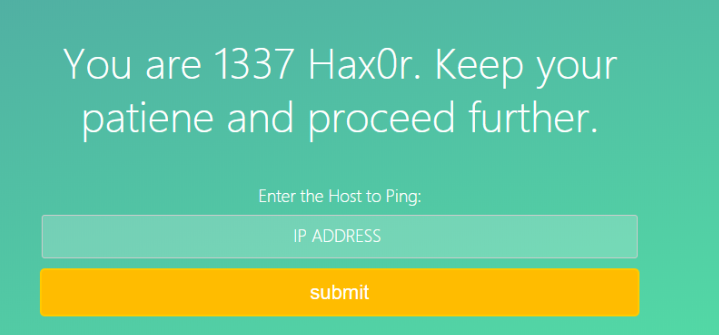 You are 1337 Hax0r. Keep your
patiene and proceed further.
Enter the Host to Ping:
IP ADDRESS
submit